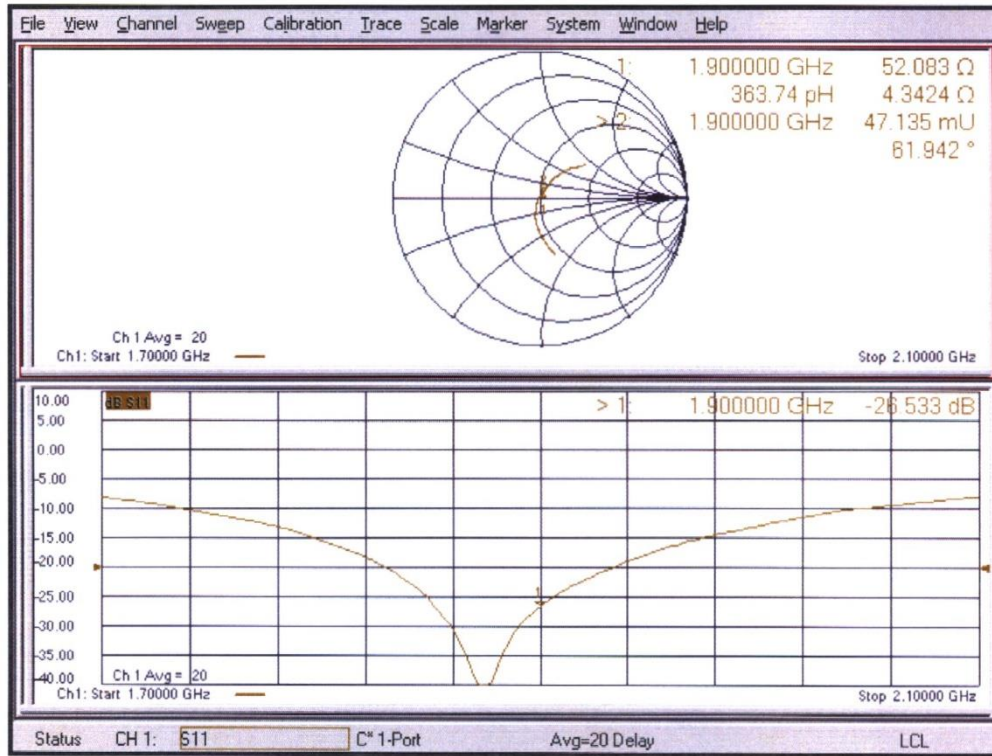 File View Channel Sweep Calibration Trace Scale Marker System Window Help
1: 1.900000 GHz 52.083 Ω
363.74 pH 4.3424 Ω
> 2: 1.900000 GHz 47.135 mU
61.942 °
Ch 1 Avg = 20
Ch1: Start 1.70000 GHz Stop 2.10000 GHz
10.00 dB S11 > 1: 1.900000 GHz -26.533 dB
5.00
0.00
-5.00
-10.00
-15.00
-20.00
-25.00
1
-30.00
-35.00
-40.00 Ch 1 Avg = 20
Ch1: Start 1.70000 GHz Stop 2.10000 GHz
Status CH 1: S11 C* 1-Port Avg=20 Delay LCL